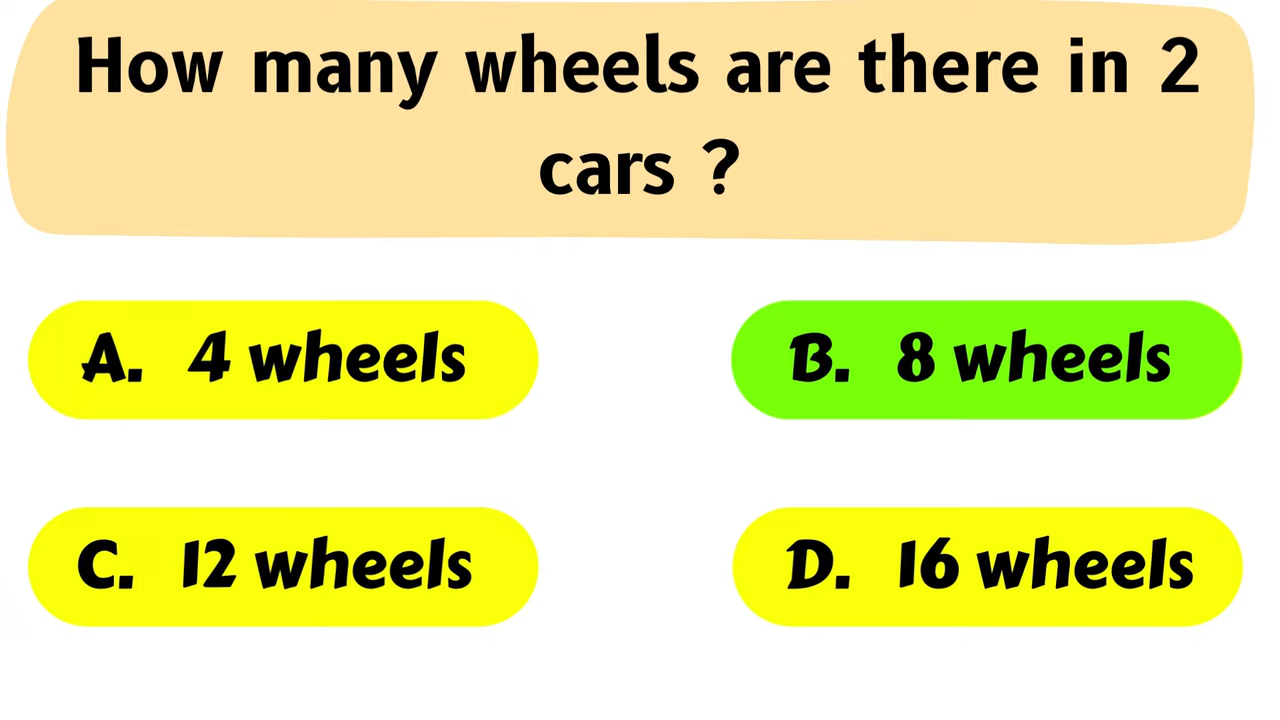 How many wheels are there in 2
cars ?
A. 4 wheels
B. 8 wheels
C. 12 wheels
D. 16 wheels